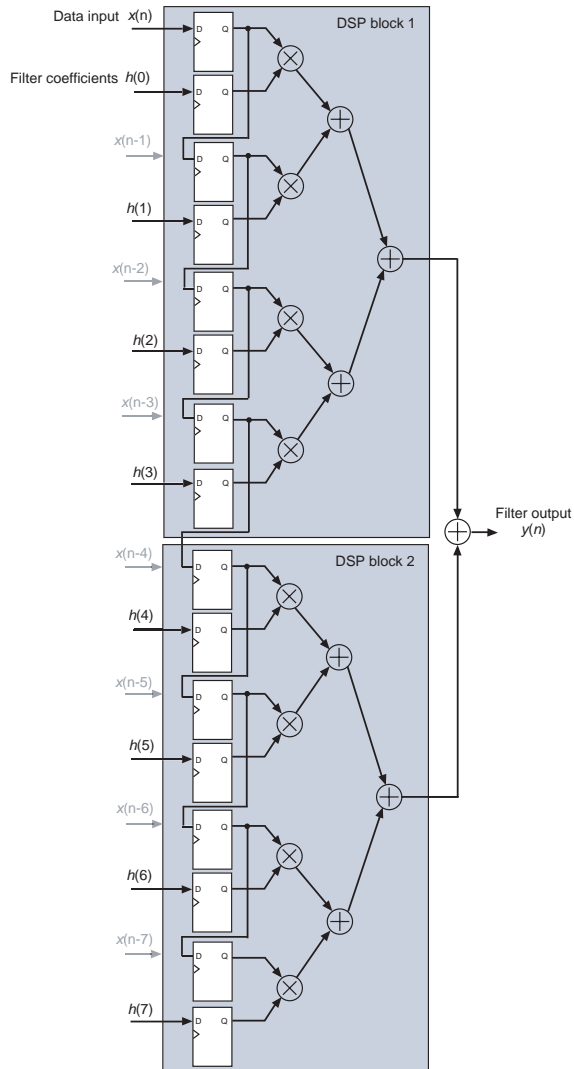 Data input x(n)
DSP block 1
D Q
Filter coefficients h(0)
D Q
x(n-1)
D Q
h(1)
D Q
x(n-2)
D Q
h(2)
D Q
x(n-3)
D Q
h(3)
D Q
Filter output
y(n)
x(n-4)
DSP block 2
D Q
h(4)
D Q
x(n-5)
D Q
h(5)
D Q
x(n-6)
D Q
h(6)
D Q
x(n-7)
D Q
h(7)
D Q